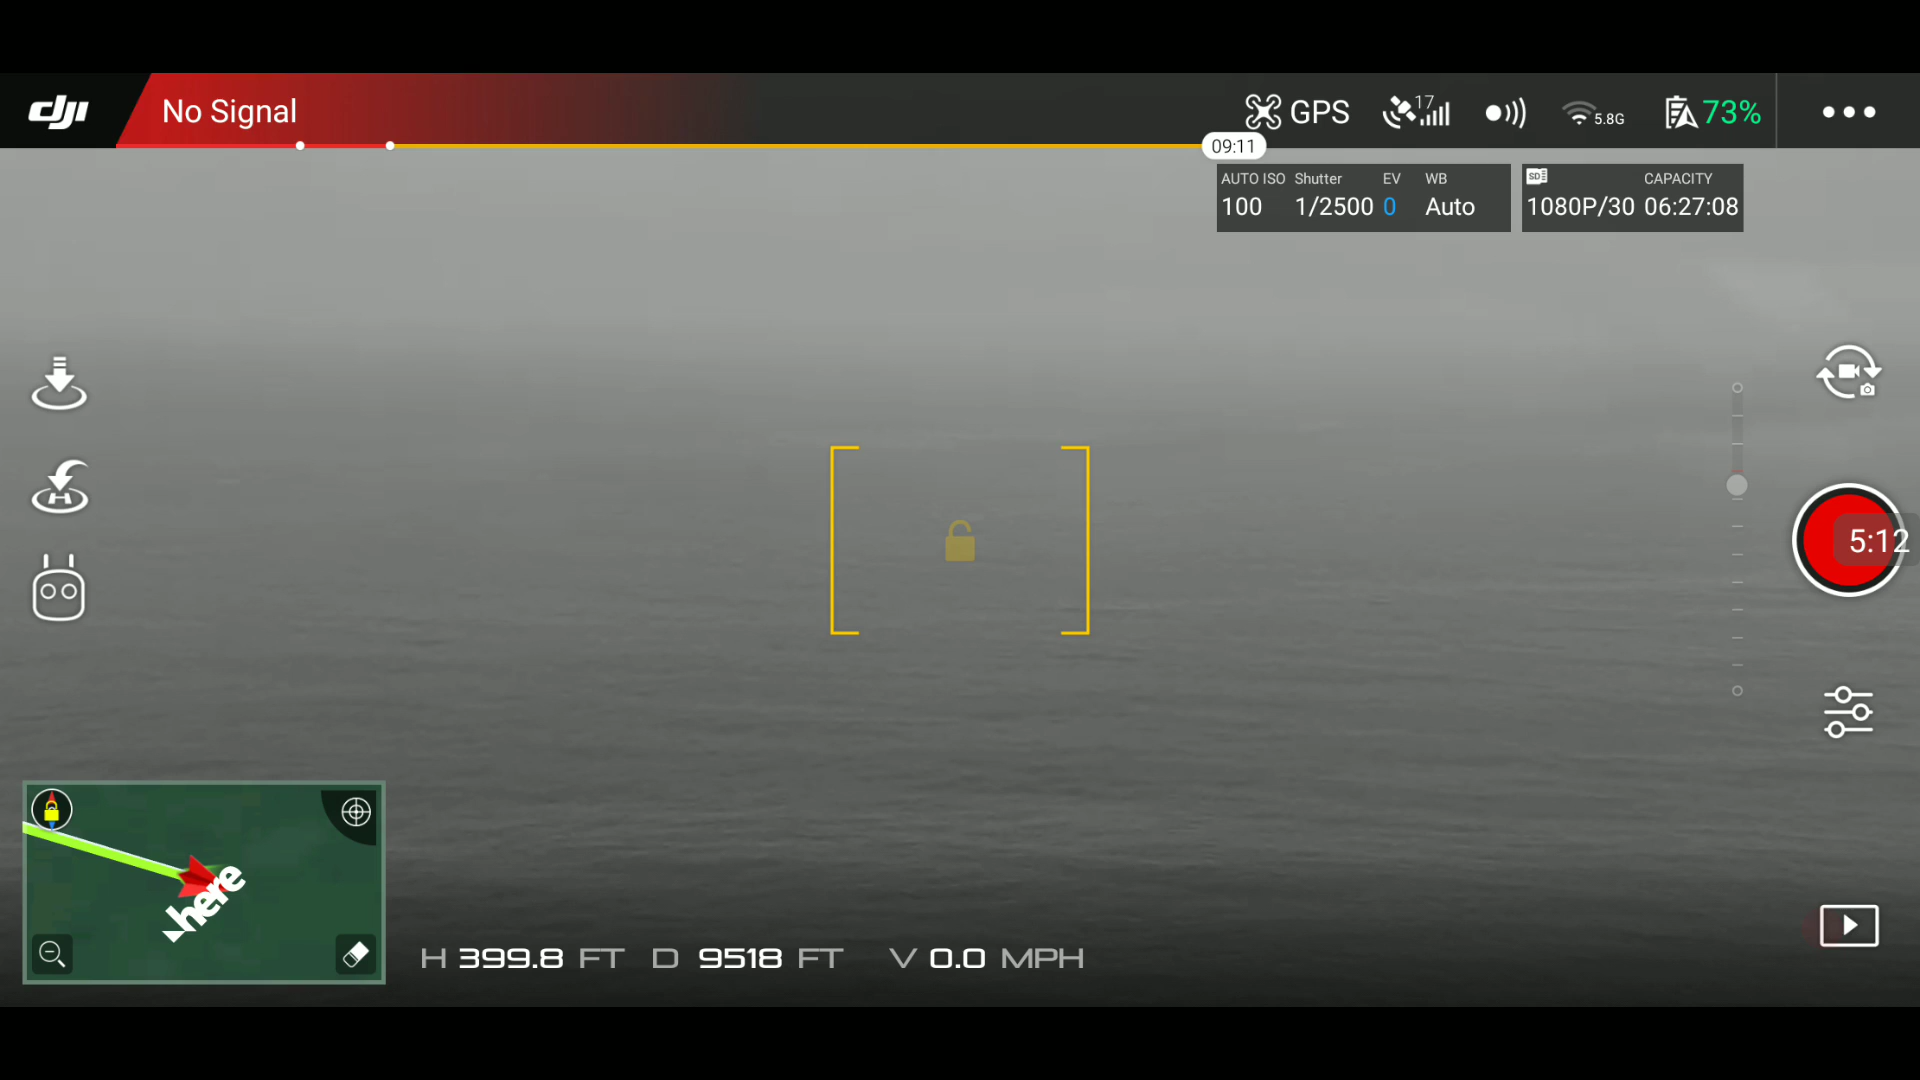 dji
No Signal
GPS
17
5.8G
73%
09:11
AUTO ISO Shutter EV WB
100 1/2500 0 Auto
SD CAPACITY
1080P/30 06:27:08
5:12
H
here
H 399.8 FT D 9518 FT V 0.0 MPH